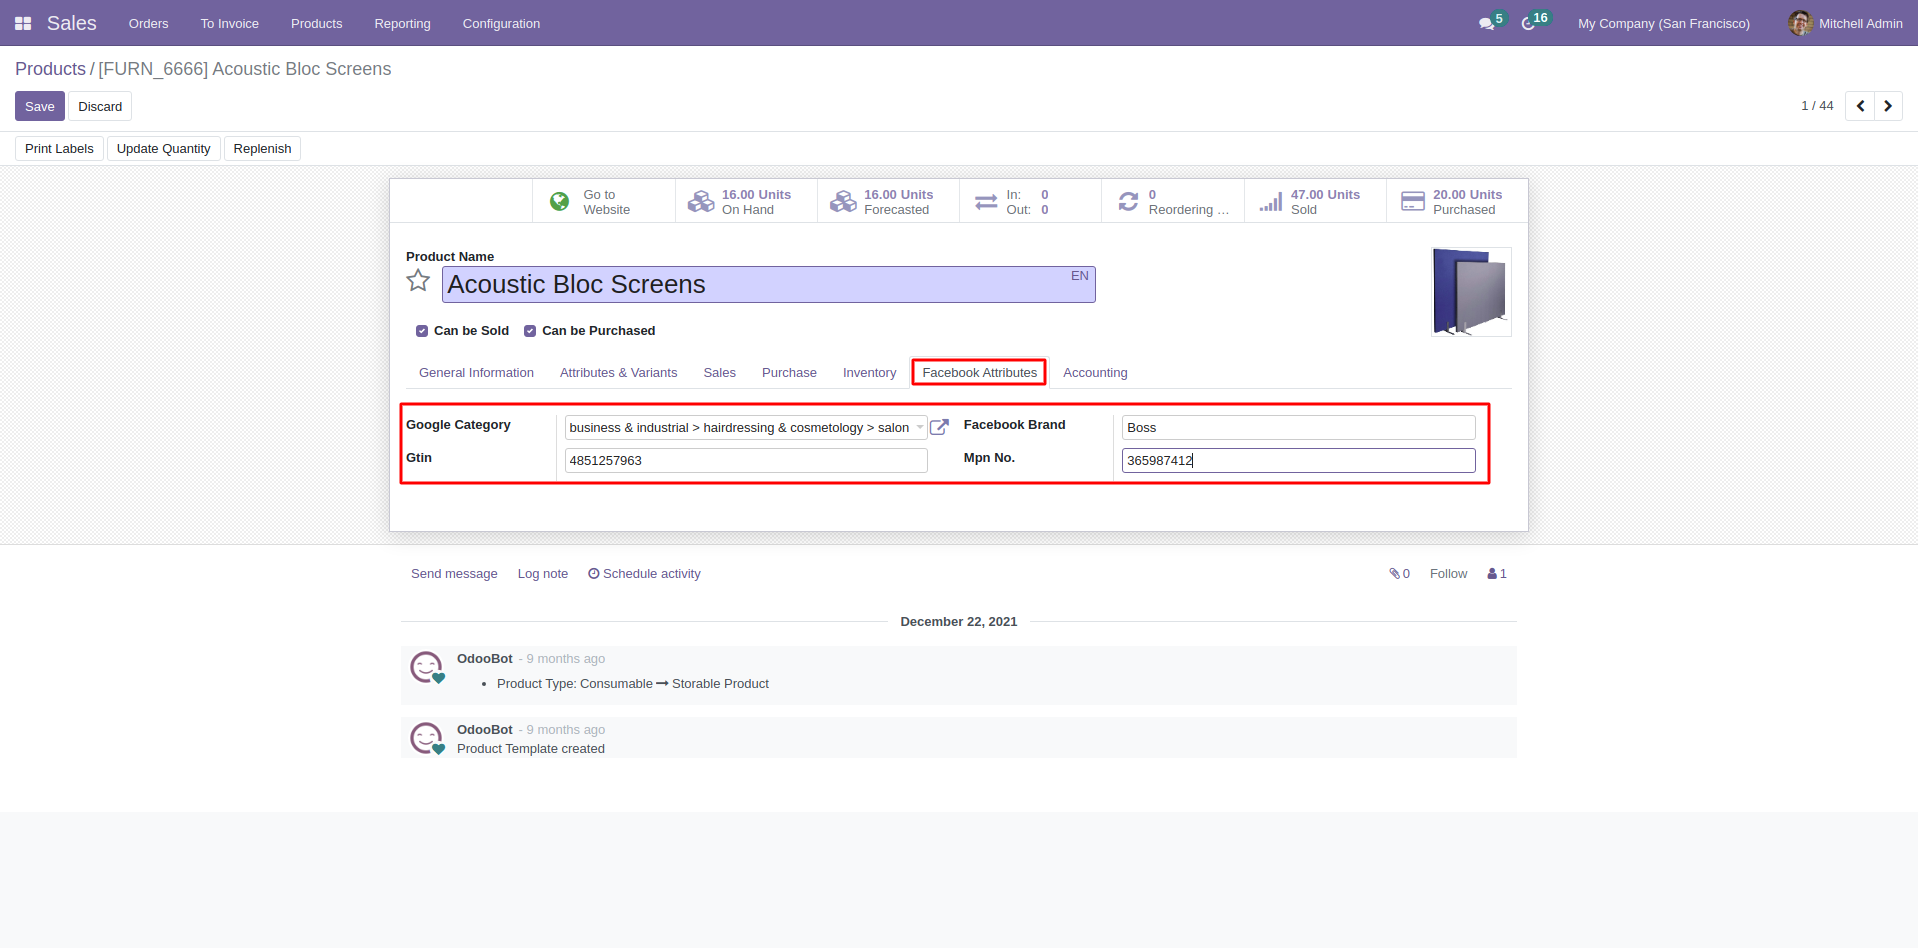 Sales Orders To Invoice Products Reporting Configuration 5 16 My Company (San Francisco) Mitchell Admin
Products / [FURN_6666] Acoustic Bloc Screens
Save Discard 1 / 44
Print Labels Update Quantity Replenish
Go to Website
16.00 Units On Hand
16.00 Units Forecasted
In: 0
Out: 0
0 Reordering ...
47.00 Units Sold
20.00 Units Purchased
Product Name
Acoustic Bloc Screens EN
Can be Sold Can be Purchased
General Information Attributes & Variants Sales Purchase Inventory Facebook Attributes Accounting
Google Category business & industrial > hairdressing & cosmetology > salon Facebook Brand Boss
Gtin 4851257963 Mpn No. 365987412
Send message Log note Schedule activity 0 Follow 1
December 22, 2021
OdooBot - 9 months ago
• Product Type: Consumable → Storable Product
OdooBot - 9 months ago
Product Template created